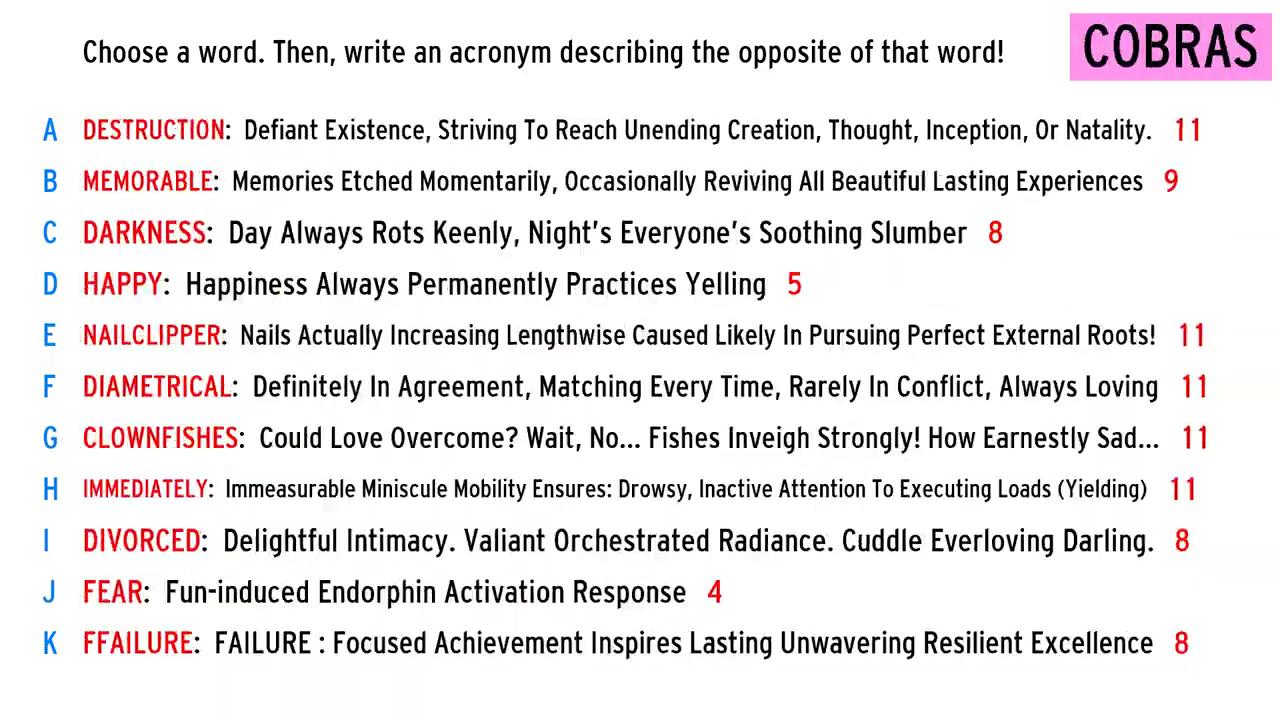 Choose a word. Then, write an acronym describing the opposite of that word!
COBRAS
A DESTRUCTION: Defiant Existence, Striving To Reach Unending Creation, Thought, Inception, Or Natality. 11
B MEMORABLE: Memories Etched Momentarily, Occasionally Reviving All Beautiful Lasting Experiences 9
C DARKNESS: Day Always Rots Keenly, Night's Everyone's Soothing Slumber 8
D HAPPY: Happiness Always Permanently Practices Yelling 5
E NAILCLIPPER: Nails Actually Increasing Lengthwise Caused Likely In Pursuing Perfect External Roots! 11
F DIAMETRICAL: Definitely In Agreement, Matching Every Time, Rarely In Conflict, Always Loving 11
G CLOWNFISHES: Could Love Overcome? Wait, No... Fishes Inveigh Strongly! How Earnestly Sad... 11
H IMMEDIATELY: Immeasurable Miniscule Mobility Ensures: Drowsy, Inactive Attention To Executing Loads (Yielding) 11
I DIVORCED: Delightful Intimacy. Valiant Orchestrated Radiance. Cuddle Everloving Darling. 8
J FEAR: Fun-induced Endorphin Activation Response 4
K FFAILURE: FAILURE : Focused Achievement Inspires Lasting Unwavering Resilient Excellence 8